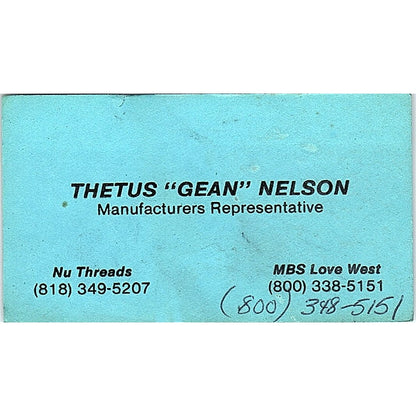 THETUS "GEAN" NELSON
Manufacturers Representative
Nu Threads
(818) 349-5207
MBS Love West
(800) 338-5151
(800) 348-5151